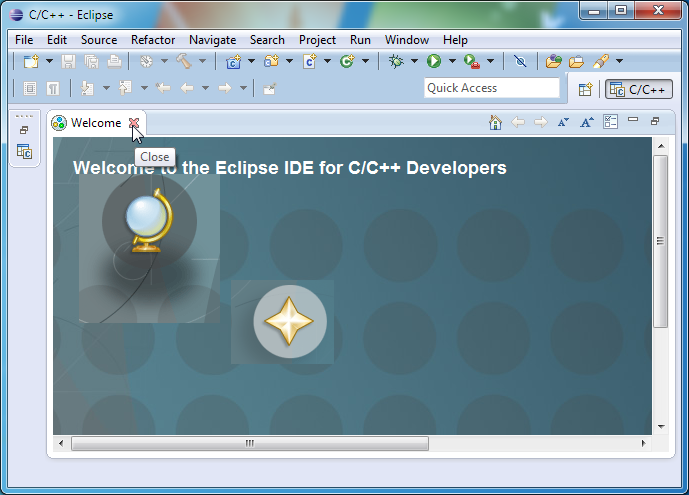 C/C++ - Eclipse
File Edit Source Refactor Navigate Search Project Run Window Help
Quick Access
C/C++
Welcome
Close
Welcome to the Eclipse IDE for C/C++ Developers